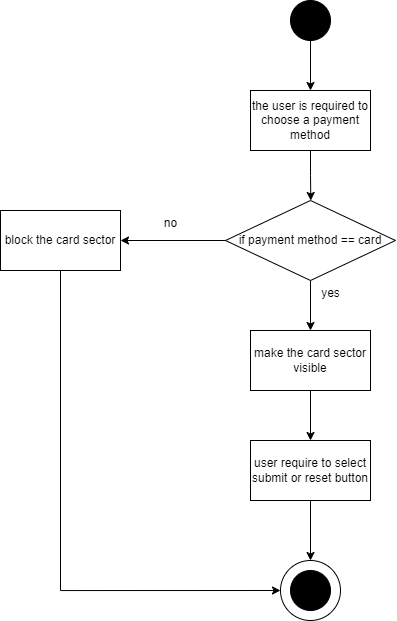 the user is required to
choose a payment
method
no
block the card sector
if payment method == card
yes
make the card sector
visible
user require to select
submit or reset button